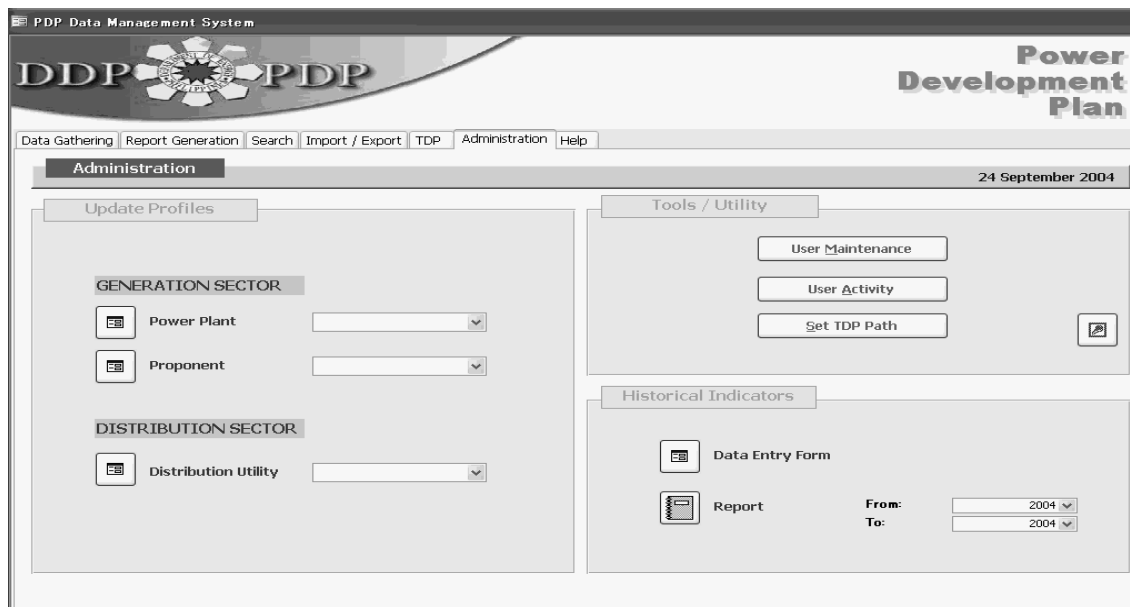 PDP Data Management System
DDP PDP
Power
Development
Plan
Data Gathering Report Generation Search Import / Export TDP Administration Help
Administration
24 September 2004
Update Profiles
GENERATION SECTOR
Power Plant
Proponent
DISTRIBUTION SECTOR
Distribution Utility
Tools / Utility
User Maintenance
User Activity
Set TDP Path
Historical Indicators
Data Entry Form
Report
From: 2004
To: 2004